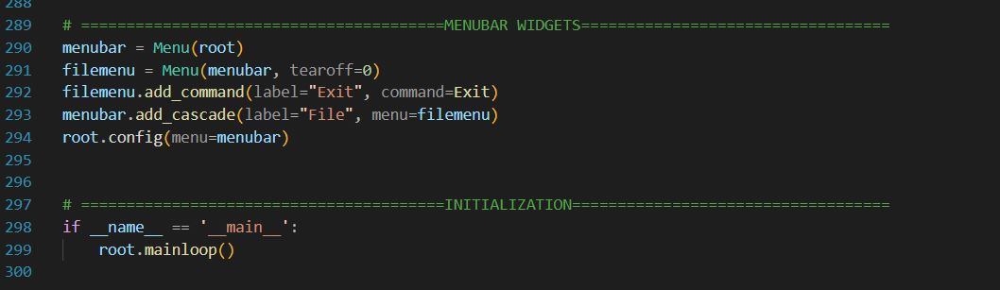 288
289 # ========================================MENUBAR WIDGETS==================================
290 menubar = Menu(root)
291 filemenu = Menu(menubar, tearoff=0)
292 filemenu.add_command(label="Exit", command=Exit)
293 menubar.add_cascade(label="File", menu=filemenu)
294 root.config(menu=menubar)
295
296
297 # ========================================INITIALIZATION===================================
298 if __name__ == '__main__':
299     root.mainloop()
300